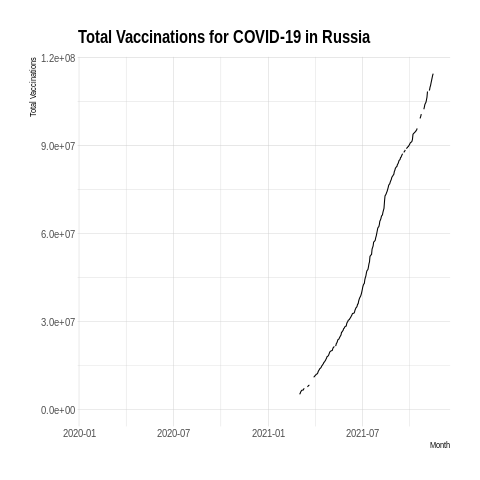 Total Vaccinations for COVID-19 in Russia
Total Vaccinations
1.2e+08
9.0e+07
6.0e+07
3.0e+07
0.0e+00
2020-01 2020-07 2021-01 2021-07
Month